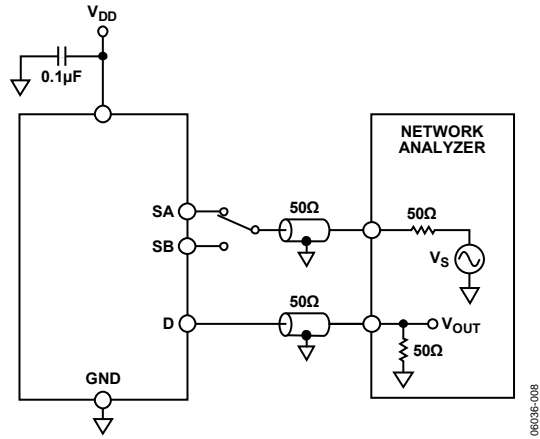 VDD
0.1µF
NETWORK
ANALYZER
SA
50Ω
50Ω
SB
VS
50Ω
D
VOUT
50Ω
GND
06036-008